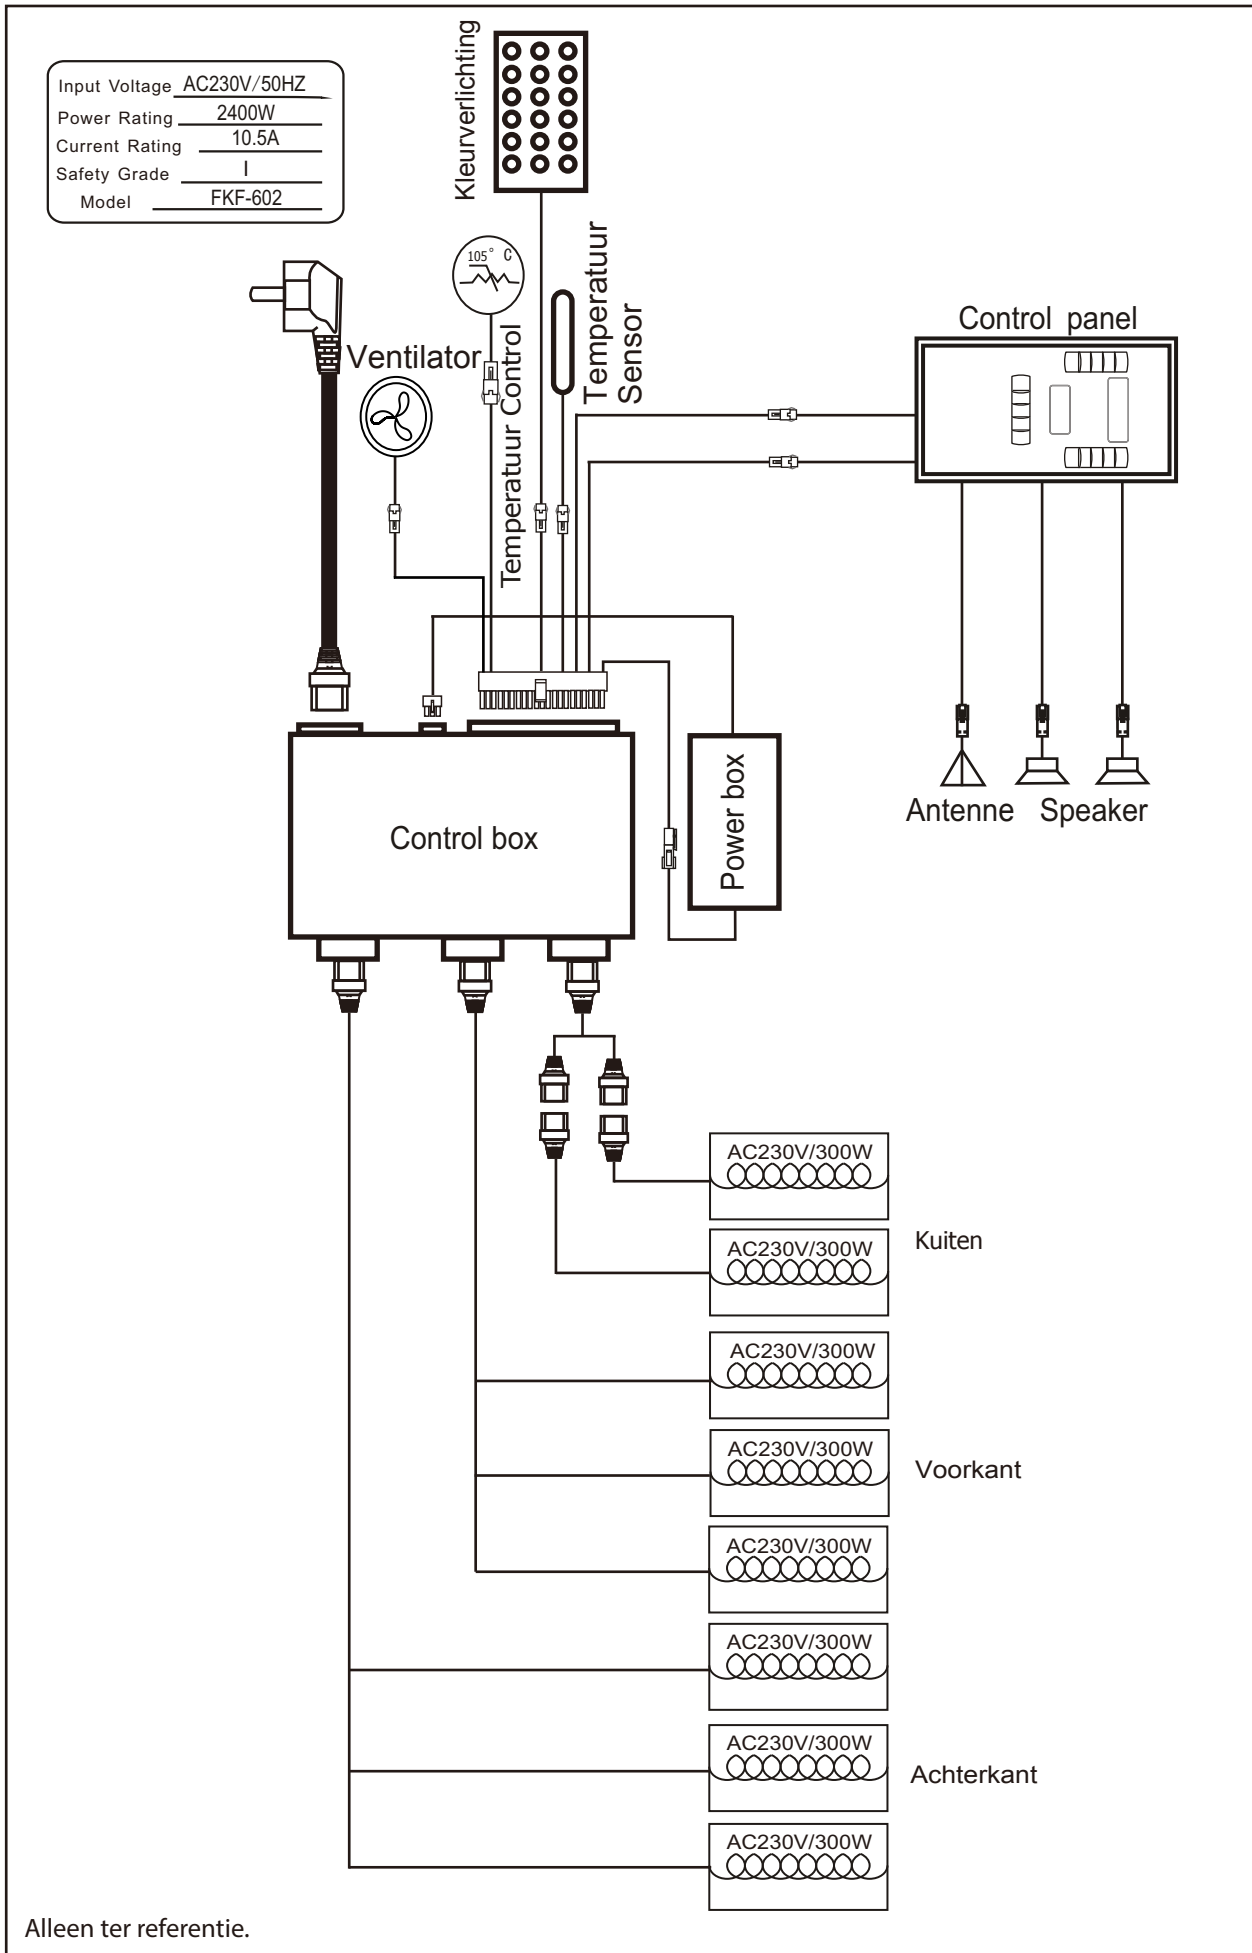 Input Voltage AC230V/50HZ
Power Rating 2400W
Current Rating 10.5A
Safety Grade I
Model FKF-602
Kleurverlichting
105° C
Temperatuur Control
Temperatuur
Sensor
Ventilator
Control panel
Antenne
Speaker
Control box
Power box
AC230V/300W
AC230V/300W
Kuiten
AC230V/300W
AC230V/300W
Voorkant
AC230V/300W
AC230V/300W
AC230V/300W
Achterkant
AC230V/300W
Alleen ter referentie.